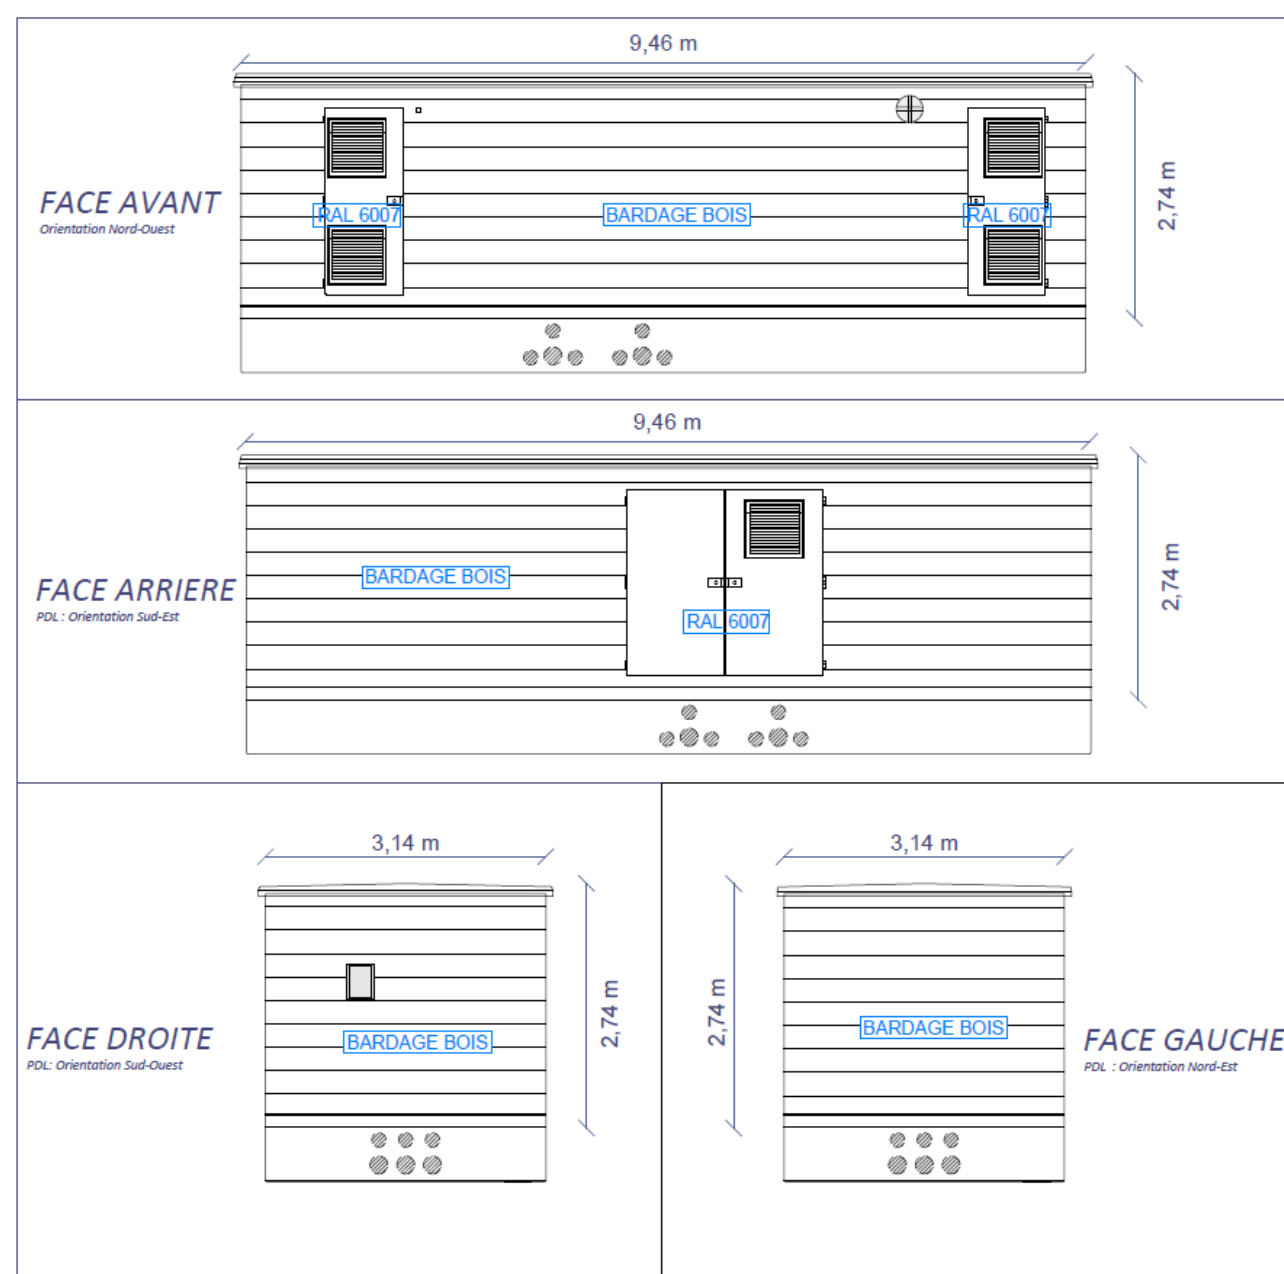 9,46 m
FACE AVANT
Orientation Nord-Ouest
RAL 6007
BARDAGE BOIS
RAL 6007
2,74 m
9,46 m
FACE ARRIERE
PDL : Orientation Sud-Est
BARDAGE BOIS
RAL 6007
2,74 m
3,14 m
FACE DROITE
PDL: Orientation Sud-Ouest
BARDAGE BOIS
2,74 m
3,14 m
2,74 m
BARDAGE BOIS
FACE GAUCHE
PDL : Orientation Nord-Est